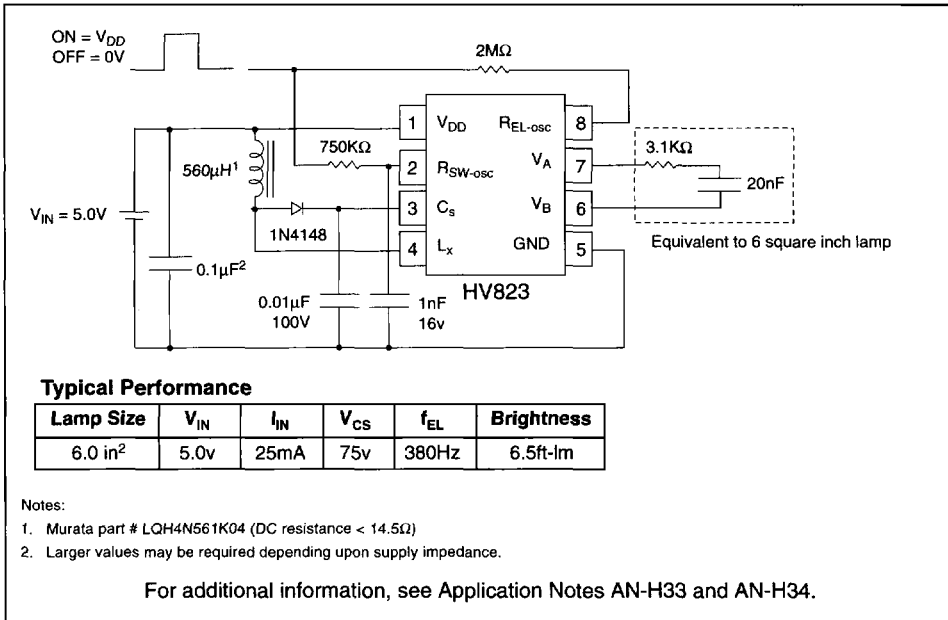 ON = VDD
OFF = 0V
2MΩ
1 VDD REL-osc 8
750KΩ
560µH1
2 RSW-osc VA 7
3.1KΩ
20nF
VIN = 5.0V
3 Cs VB 6
1N4148
4 Lx GND 5
Equivalent to 6 square inch lamp
0.1µF2
HV823
0.01µF
100V
1nF
16v
Typical Performance
Lamp Size VIN IIN VCS fEL Brightness
6.0 in2 5.0v 25mA 75v 380Hz 6.5ft-lm
Notes:
1. Murata part # LQH4N561K04 (DC resistance < 14.5Ω)
2. Larger values may be required depending upon supply impedance.
For additional information, see Application Notes AN-H33 and AN-H34.